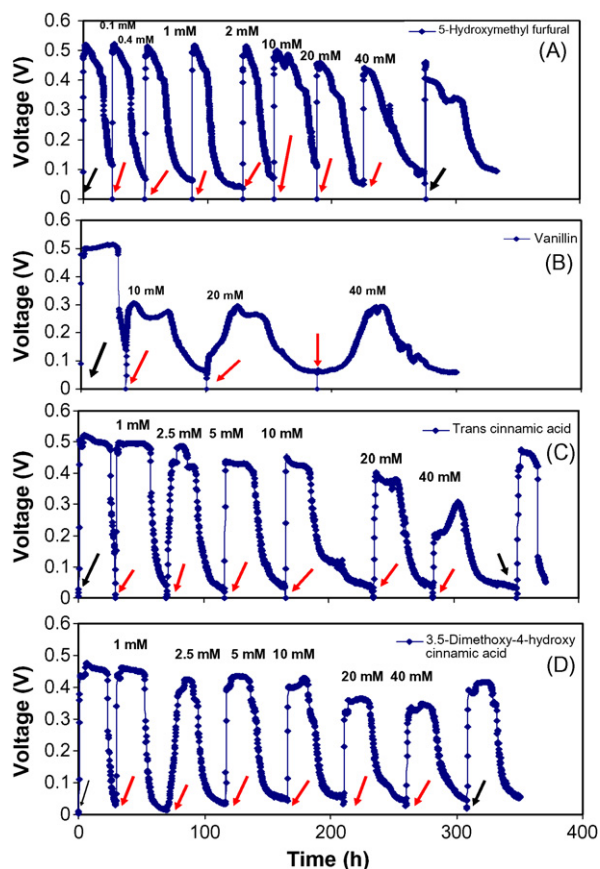 0.6
0.5
0.4
0.3
0.2
0.1
0
Voltage (V)
0.1 mM
0.4 mM
1 mM
2 mM
10 mM
20 mM
40 mM
5-Hydroxymethyl furfural
(A)
0.6
0.5
0.4
0.3
0.2
0.1
0
Voltage (V)
10 mM
20 mM
40 mM
Vanillin
(B)
0.6
0.5
0.4
0.3
0.2
0.1
0
Voltage (V)
1 mM
2.5 mM
5 mM
10 mM
20 mM
40 mM
Trans cinnamic acid
(C)
0.6
0.5
0.4
0.3
0.2
0.1
0
Voltage (V)
1 mM
2.5 mM
5 mM
10 mM
20 mM
40 mM
3.5-Dimethoxy-4-hydroxy
cinnamic acid
(D)
0
100
200
300
400
Time (h)